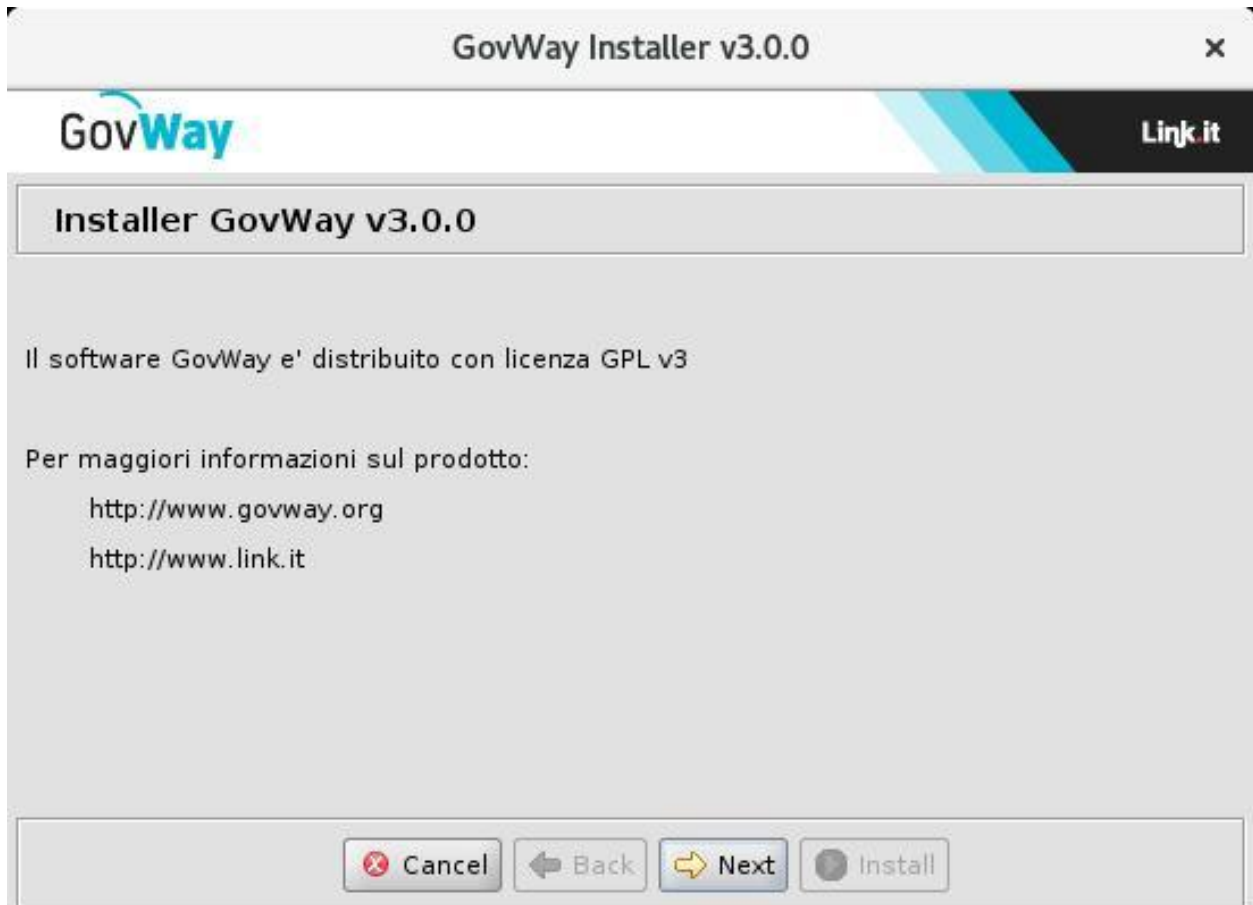 GovWay Installer v3.0.0
GovWay
Link.it
Installer GovWay v3.0.0
Il software GovWay e' distribuito con licenza GPL v3
Per maggiori informazioni sul prodotto:
http://www.govway.org
http://www.link.it
Cancel Back Next Install